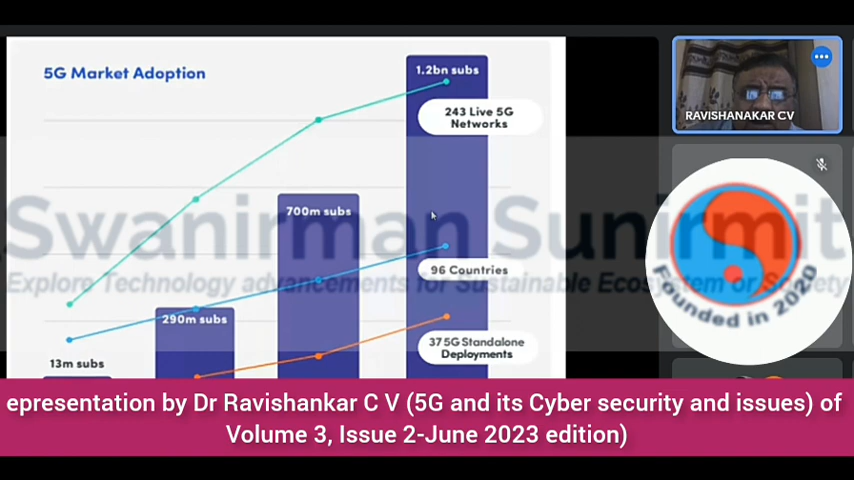 5G Market Adoption
1.2bn subs
243 Live 5G
Networks
RAVISHANAKAR CV
700m subs
Swanirman Sunirmit
Explore Technology advancements for Sustainable Ecosystem or Society
96 Countries
290m subs
37 5G Standalone
Deployments
13m subs
Founded in 2020
epresentation by Dr Ravishankar C V (5G and its Cyber security and issues) of
Volume 3, Issue 2-June 2023 edition)